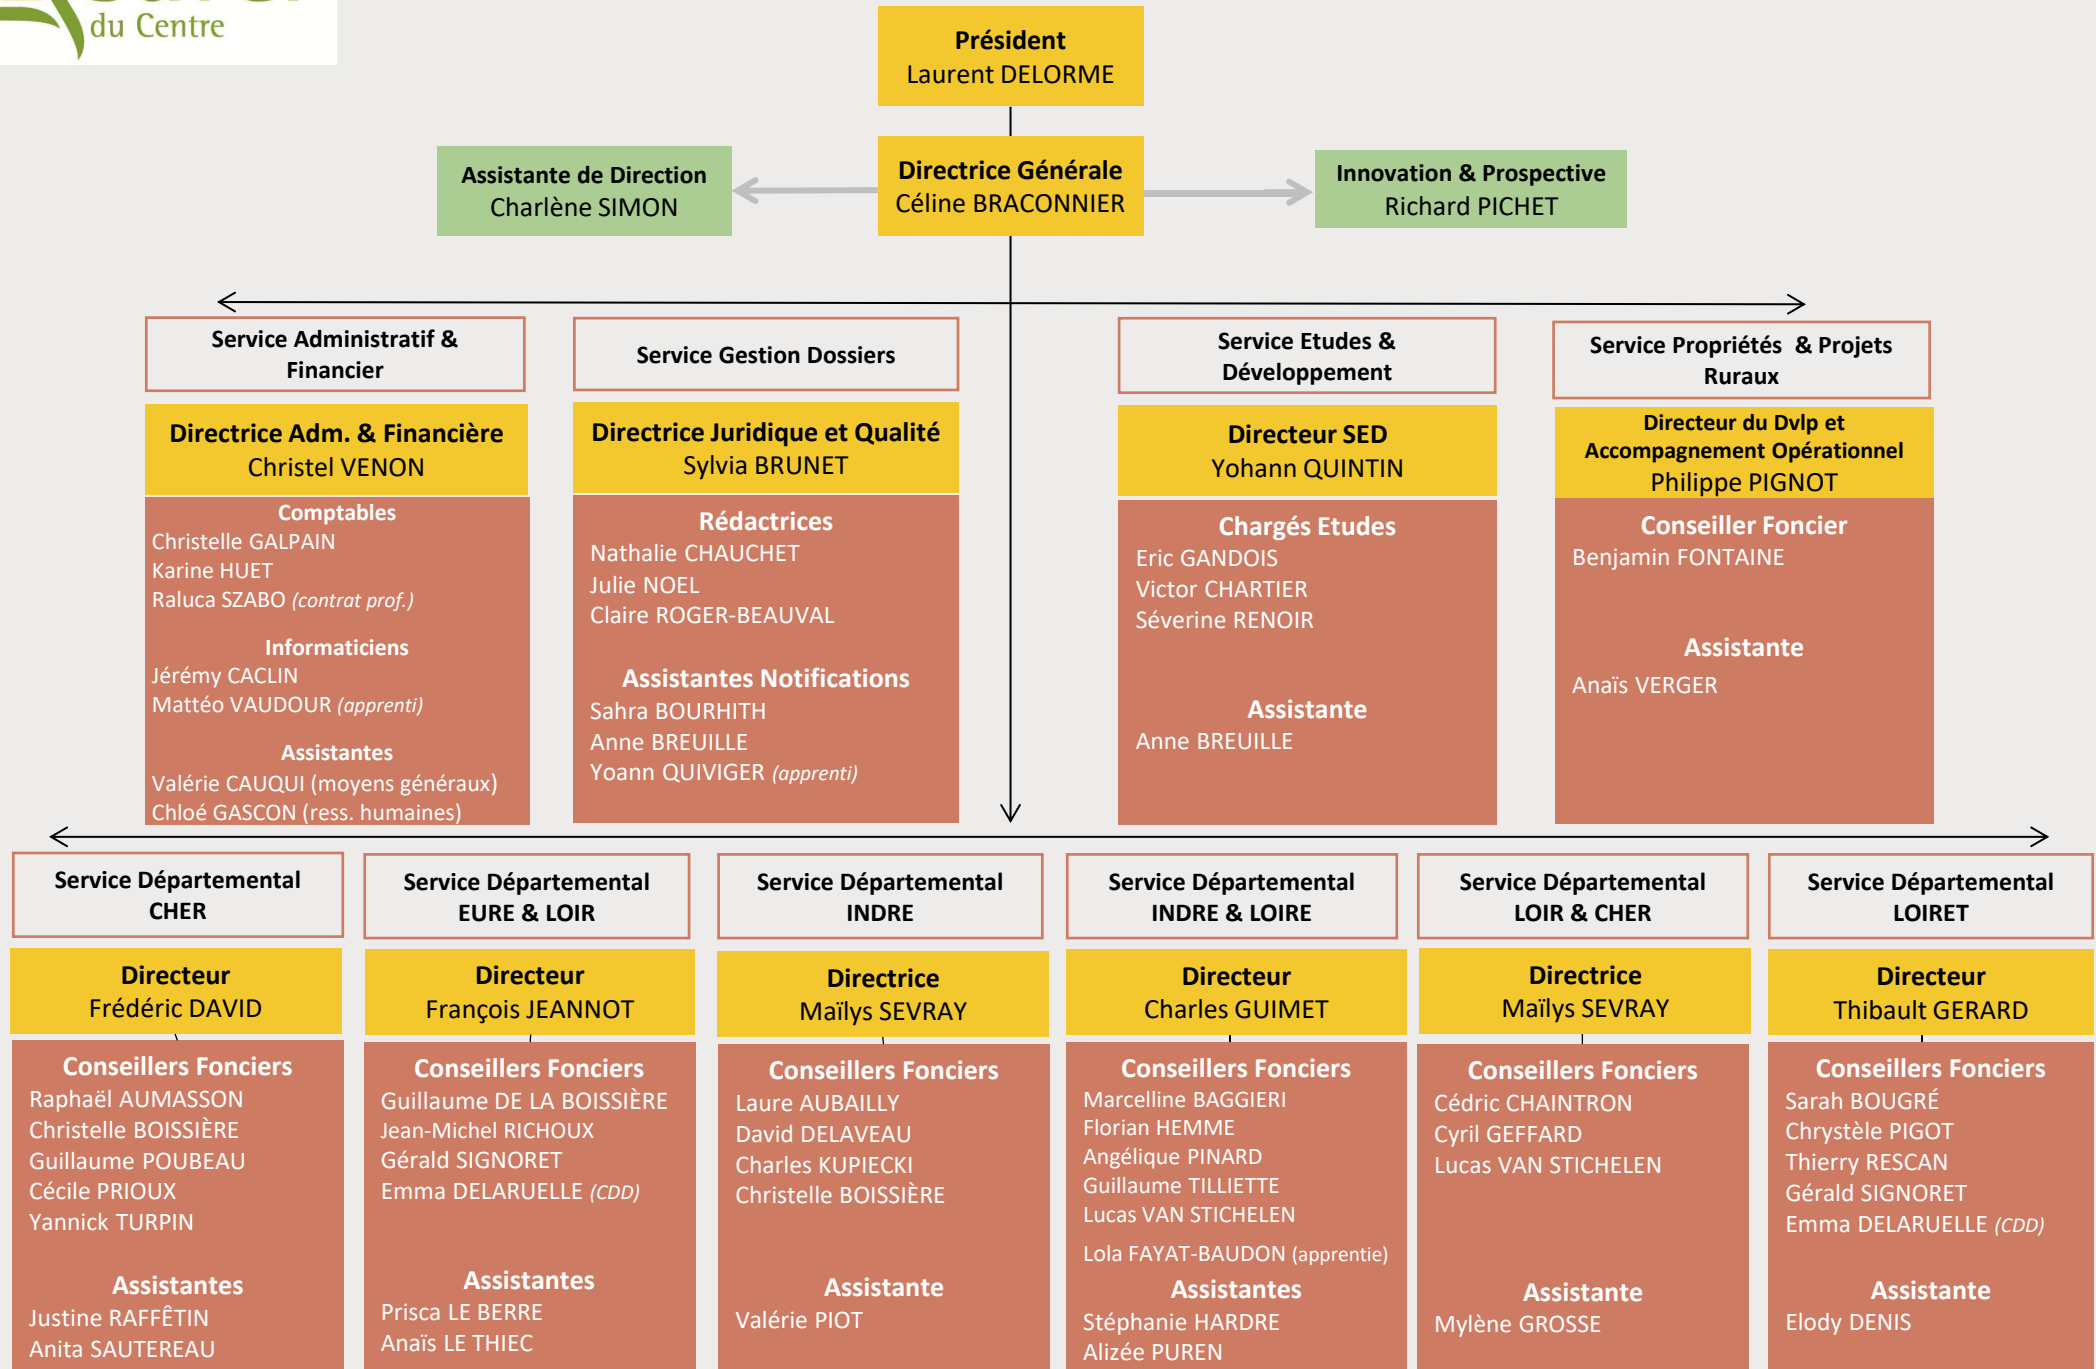 du Centre
Président
Laurent DELORME
Assistante de Direction
Charlène SIMON
Directrice Générale
Céline BRACONNIER
Innovation & Prospective
Richard PICHET
Service Administratif &
Financier
Directrice Adm. & Financière
Christel VENON
Comptables
Christelle GALPAIN
Karine HUET
Raluca SZABO (contrat prof.)
Informaticiens
Jérémy CACLIN
Mattéo VAUDOUR (apprenti)
Assistantes
Valérie CAUQUI (moyens généraux)
Chloé GASCON (ress. humaines)
Service Gestion Dossiers
Directrice Juridique et Qualité
Sylvia BRUNET
Rédactrices
Nathalie CHAUCHET
Julie NOEL
Claire ROGER-BEAUVAL
Assistantes Notifications
Sahra BOURHITH
Anne BREUILLE
Yoann QUIVIGER (apprenti)
Service Etudes &
Développement
Directeur SED
Yohann QUINTIN
Chargés Etudes
Eric GANDOIS
Victor CHARTIER
Séverine RENOIR
Assistante
Anne BREUILLE
Service Propriétés & Projets
Ruraux
Directeur du Dvlp et
Accompagnement Opérationnel
Philippe PIGNOT
Conseiller Foncier
Benjamin FONTAINE
Assistante
Anaïs VERGER
Service Départemental
CHER
Directeur
Frédéric DAVID
Conseillers Fonciers
Raphaël AUMASSON
Christelle BOISSIÈRE
Guillaume POUBEAU
Cécile PRIOUX
Yannick TURPIN
Assistantes
Justine RAFFÊTIN
Anita SAUTEREAU
Service Départemental
EURE & LOIR
Directeur
François JEANNOT
Conseillers Fonciers
Guillaume DE LA BOISSIÈRE
Jean-Michel RICHOUX
Gérald SIGNORET
Emma DELARUELLE (CDD)
Assistantes
Prisca LE BERRE
Anaïs LE THIEC
Service Départemental
INDRE
Directrice
Maïlys SEVRAY
Conseillers Fonciers
Laure AUBAILLY
David DELAVEAU
Charles KUPIECKI
Christelle BOISSIÈRE
Assistante
Valérie PIOT
Service Départemental
INDRE & LOIRE
Directeur
Charles GUIMET
Conseillers Fonciers
Marcelline BAGGIERI
Florian HEMME
Angélique PINARD
Guillaume TILLIETTE
Lucas VAN STICHELEN
Lola FAYAT-BAUDON (apprentie)
Assistantes
Stéphanie HARDRE
Alizée PUREN
Service Départemental
LOIR & CHER
Directrice
Maïlys SEVRAY
Conseillers Fonciers
Cédric CHAINTRON
Cyril GEFFARD
Lucas VAN STICHELEN
Assistante
Mylène GROSSE
Service Départemental
LOIRET
Directeur
Thibault GERARD
Conseillers Fonciers
Sarah BOUGRÉ
Chrystèle PIGOT
Thierry RESCAN
Gérald SIGNORET
Emma DELARUELLE (CDD)
Assistante
Elody DENIS